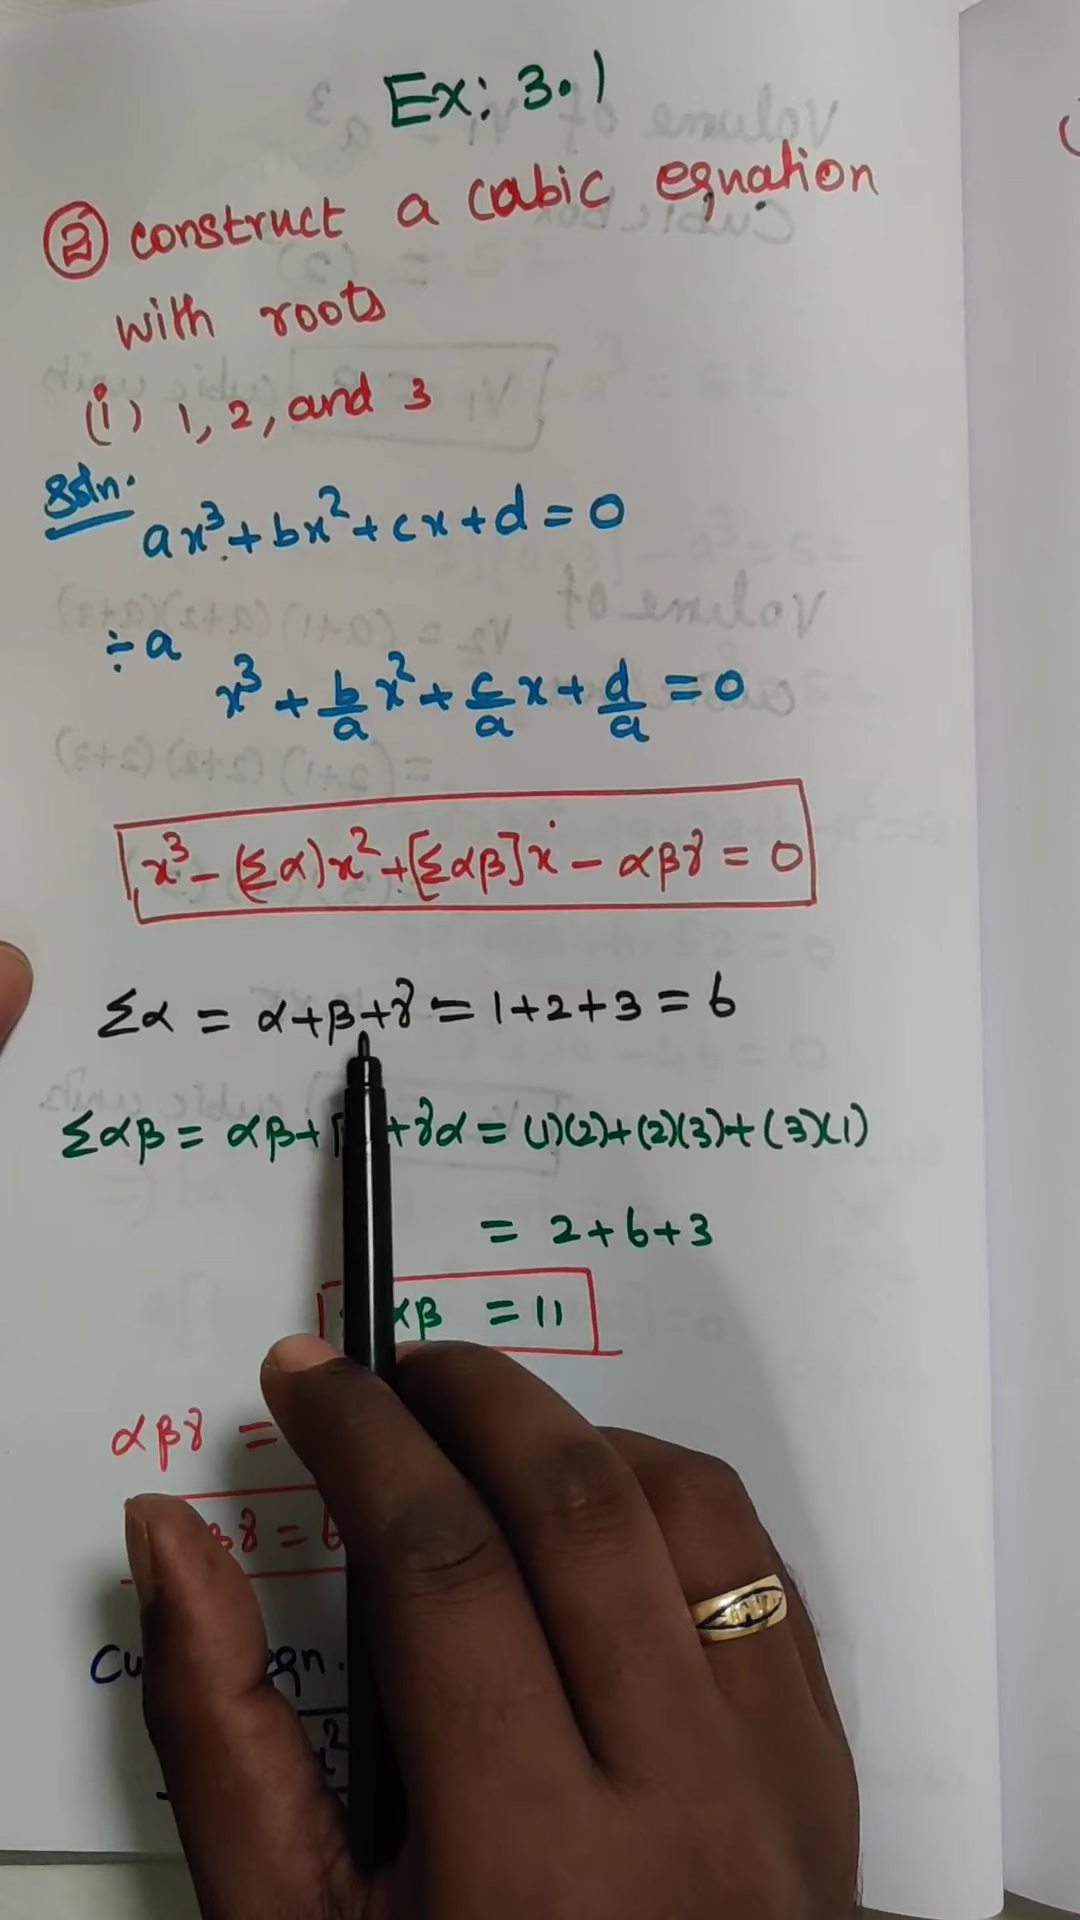 Ex: 3.1
② construct a cubic equation
with roots
(i) 1, 2, and 3
Soln.
ax³ + bx² + cx + d = 0
÷a
x³ + b/a x² + c/a x + d/a = 0
x³ - (Σα)x² + [Σαβ]x - αβγ = 0
Σα = α+β+γ = 1+2+3 = 6
Σαβ = αβ+ +γα = (1)(2)+(2)(3)+(3)(1)
= 2+6+3
αβ = 11
αβγ =
βγ = 6
eqn.
x²